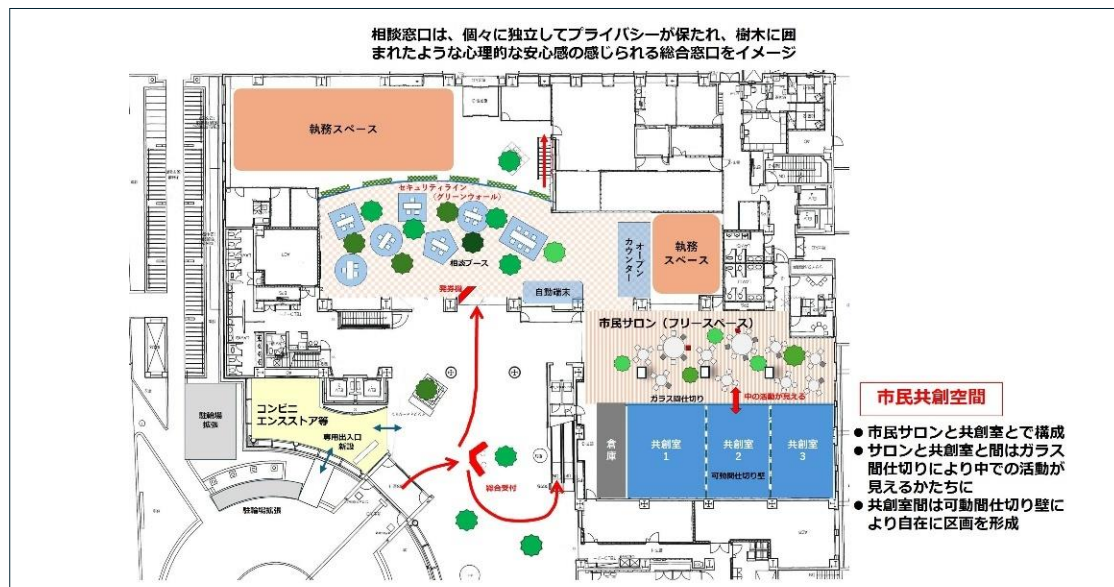 相談窓口は、個々に独立してプライバシーが保たれ、樹木に囲
まれたような心理的な安心感の感じられる総合窓口をイメージ
執務スペース
セキュリティライン
（グリーンウォール）
相談ブース
オープン
カウンター
執務
スペース
発券機
自動端末
市民サロン（フリースペース）
ガラス間仕切り
中の活動が見える
駐輪場
拡張
コンビニ
エンスストア等
専用出入口
新設
総合受付
倉庫
共創室
1
共創室
2
共創室
3
可動間仕切り壁
駐輪場拡張
市民共創空間
● 市民サロンと共創室とで構成
● サロンと共創室と間はガラス
間仕切りにより中での活動が
見えるかたちに
● 共創室間は可動間仕切り壁に
より自在に区画を形成